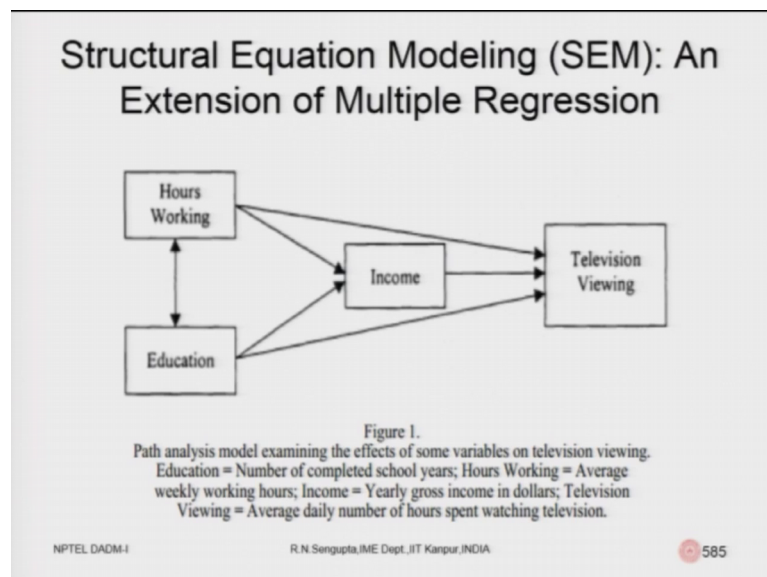 Structural Equation Modeling (SEM): An
Extension of Multiple Regression
Hours
Working
Income
Television
Viewing
Education
Figure 1.
Path analysis model examining the effects of some variables on television viewing.
Education = Number of completed school years; Hours Working = Average
weekly working hours; Income = Yearly gross income in dollars; Television
Viewing = Average daily number of hours spent watching television.
NPTEL DADM-I
R.N.Sengupta,IME Dept.,IIT Kanpur,INDIA
585